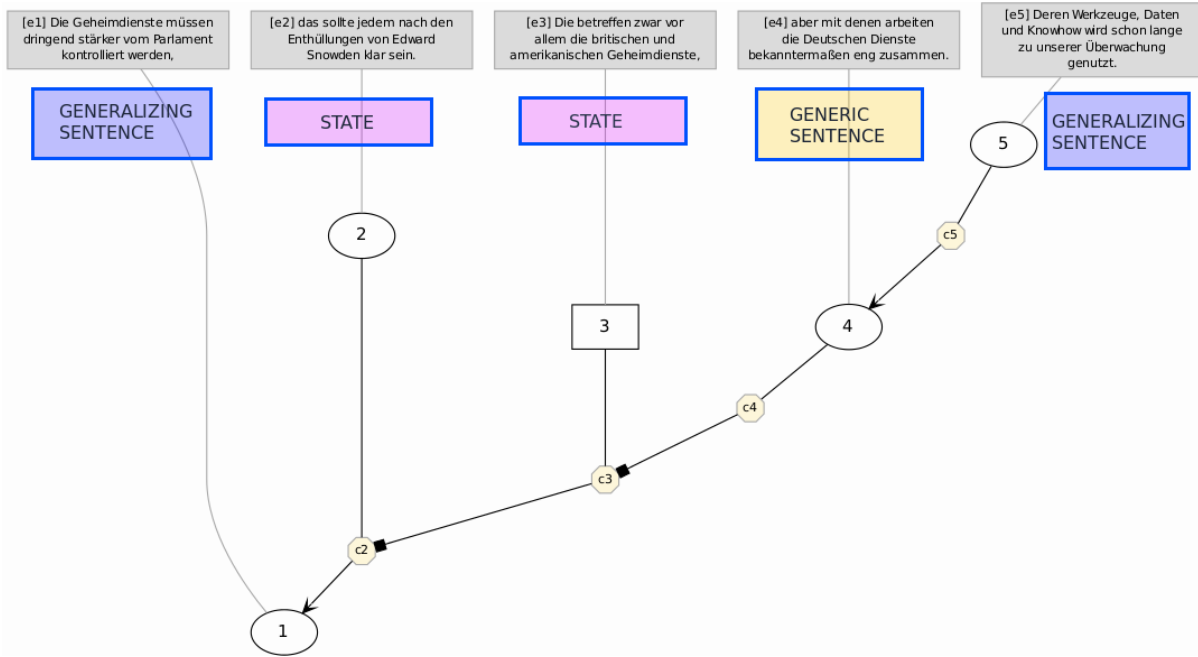 [e1] Die Geheimdienste müssen
dringend stärker vom Parlament
kontrolliert werden,
[e2] das sollte jedem nach den
Enthüllungen von Edward
Snowden klar sein.
[e3] Die betreffen zwar vor
allem die britischen und
amerikanischen Geheimdienste,
[e4] aber mit denen arbeiten
die Deutschen Dienste
bekanntermaßen eng zusammen.
[e5] Deren Werkzeuge, Daten
und Knowhow wird schon lange
zu unserer Überwachung
genutzt.
GENERALIZING
SENTENCE
STATE
STATE
GENERIC
SENTENCE
GENERALIZING
SENTENCE
5
2
c5
3
4
c4
c3
c2
1